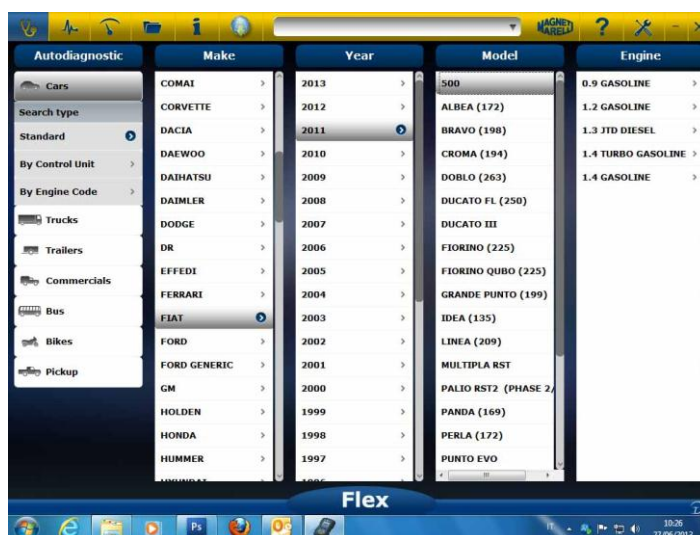 MAGNETI
MARELLI
?
Autodiagnostic
Make
Year
Model
Engine
Cars
Search type
Standard
By Control Unit
By Engine Code
Trucks
Trailers
Commercials
Bus
Bikes
Pickup
COMAI
CORVETTE
DACIA
DAEWOO
DAIHATSU
DAIMLER
DODGE
DR
EFFEDI
FERRARI
FIAT
FORD
FORD GENERIC
GM
HOLDEN
HONDA
HUMMER
HYUNDAI
2013
2012
2011
2010
2009
2008
2007
2006
2005
2004
2003
2002
2001
2000
1999
1998
1997
1996
500
ALBEA (172)
BRAVO (198)
CROMA (194)
DOBLO (263)
DUCATO FL (250)
DUCATO III
FIORINO (225)
FIORINO QUBO (225)
GRANDE PUNTO (199)
IDEA (135)
LINEA (209)
MULTIPLA RST
PALIO RST2 (PHASE 2/
PANDA (169)
PERLA (172)
PUNTO EVO
0.9 GASOLINE
1.2 GASOLINE
1.3 JTD DIESEL
1.4 TURBO GASOLINE
1.4 GASOLINE
Flex
Ps
IT
10:26
27/06/2013